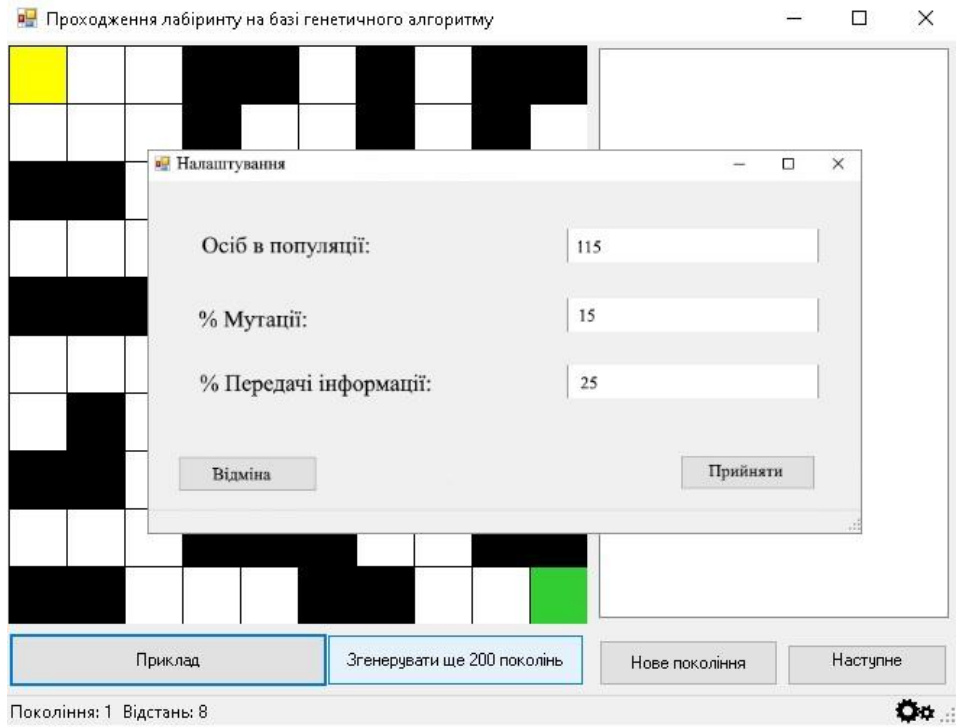 Проходження лабіринту на базі генетичного алгоритму
Налаштування
Осіб в популяції: 115
% Мутації: 15
% Передачі інформації: 25
Відміна Прийняти
Приклад Згенерувати ще 200 поколінь Нове покоління Наступне
Покоління: 1 Відстань: 8